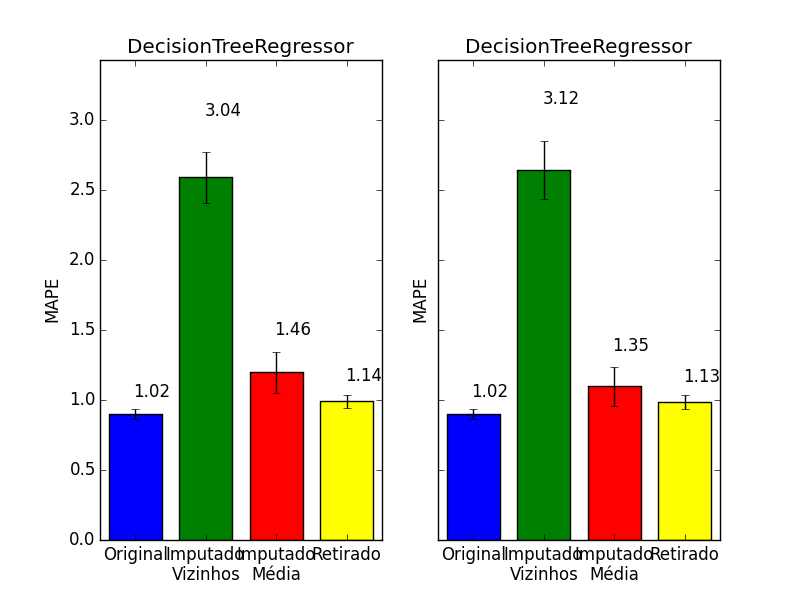 DecisionTreeRegressor
MAPE
3.0
2.5
2.0
1.5
1.0
0.5
0.0
1.02
3.04
1.46
1.14
Original Imputado Imputado Retirado
Vizinhos Média
DecisionTreeRegressor
MAPE
1.02
3.12
1.35
1.13
Original Imputado Imputado Retirado
Vizinhos Média